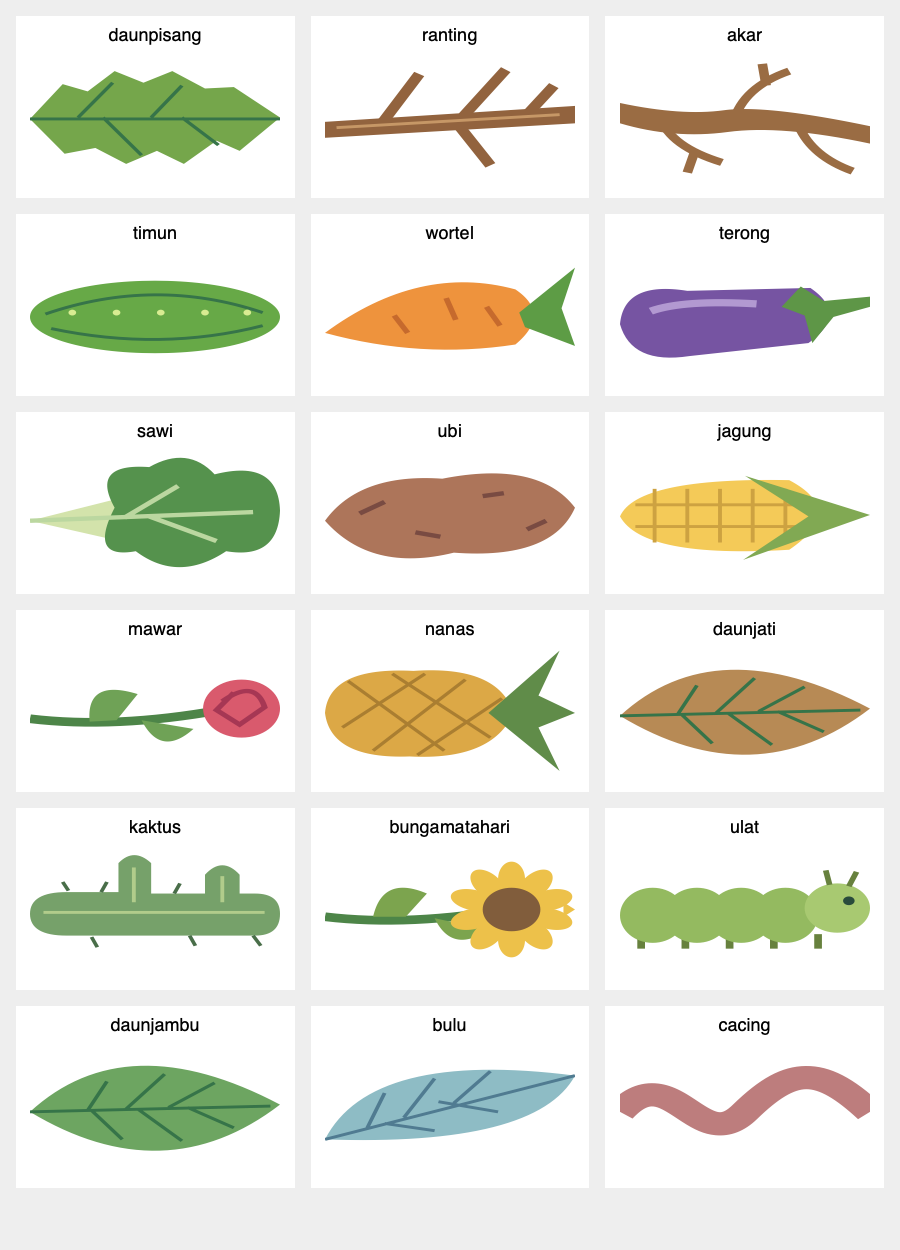 daunpisang
ranting
akar
timun
wortel
terong
sawi
ubi
jagung
mawar
nanas
daunjati
kaktus
bungamatahari
ulat
daunjambu
bulu
cacing